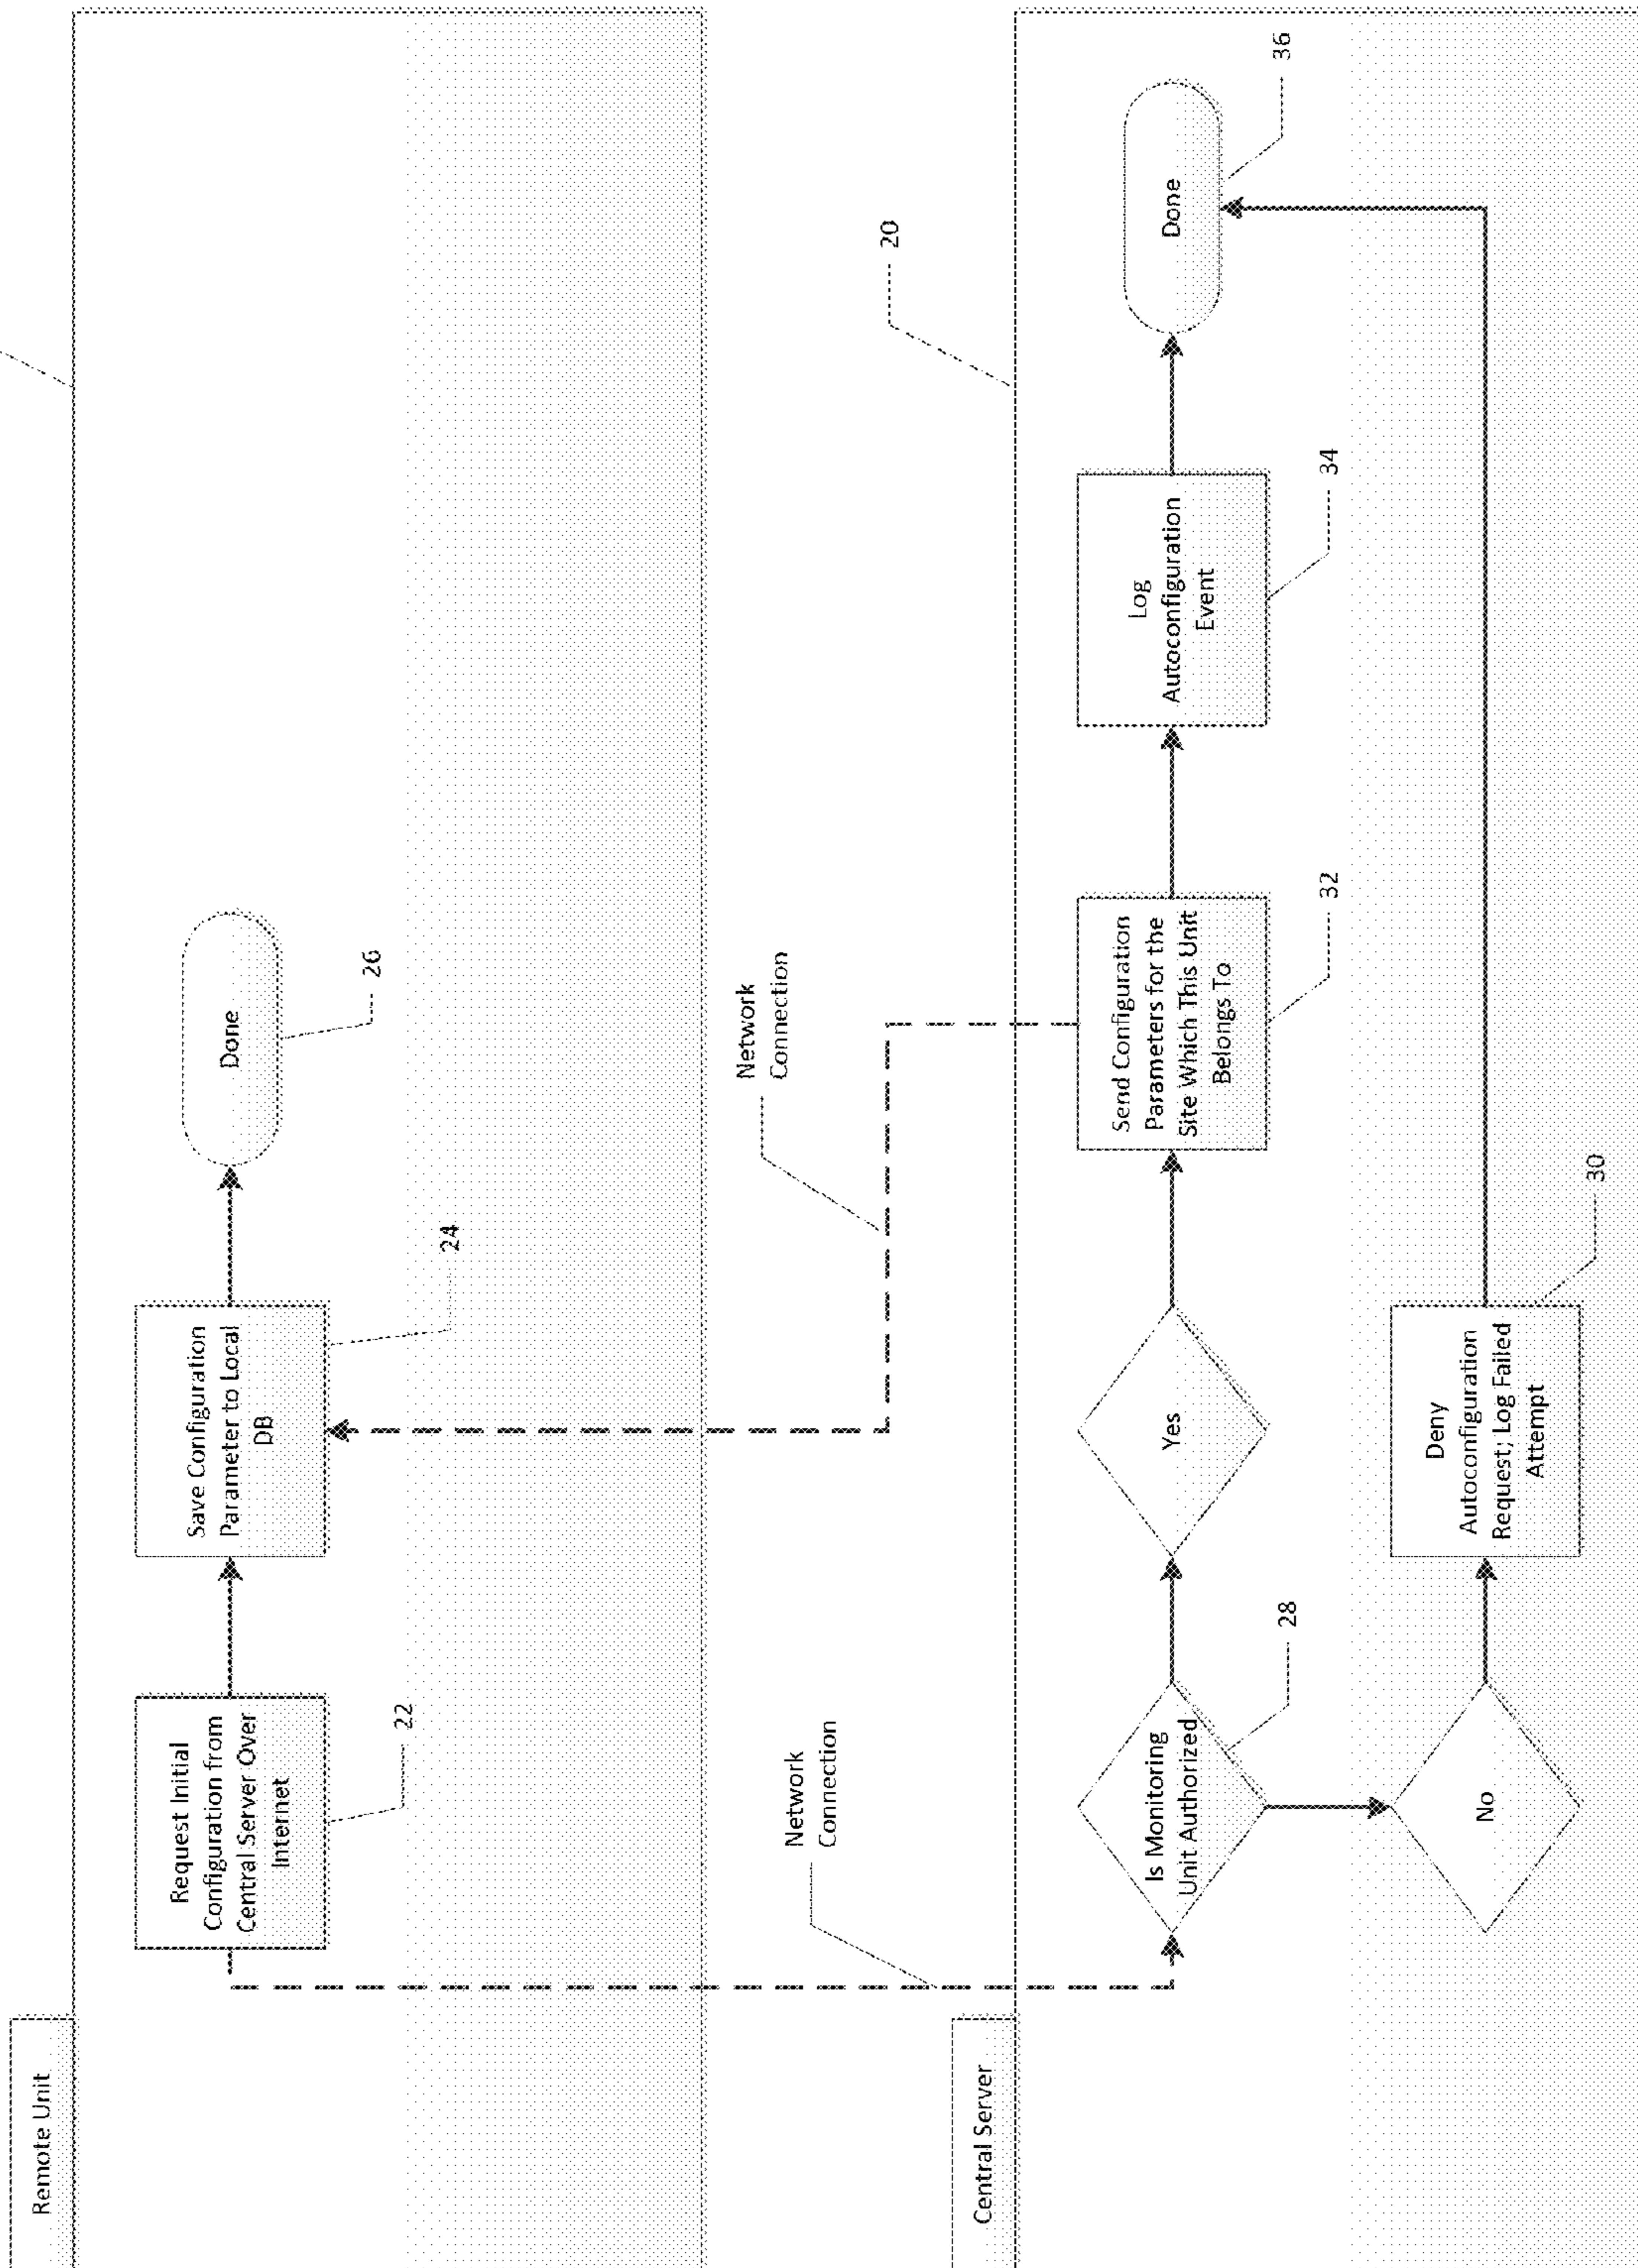 Remote Unit
Request Initial
Configuration from
Central Server Over
Internet
22
Save Configuration
Parameter to Local
DB
24
Done
26
Network
Connection
Network
Connection
20
Central Server
Is Monitoring
Unit Authorized
28
Yes
Send Configuration
Parameters for the
Site Which This Unit
Belongs To
32
Log
Autoconfiguration
Event
34
Done
36
No
Deny
Autoconfiguration
Request; Log Failed
Attempt
30